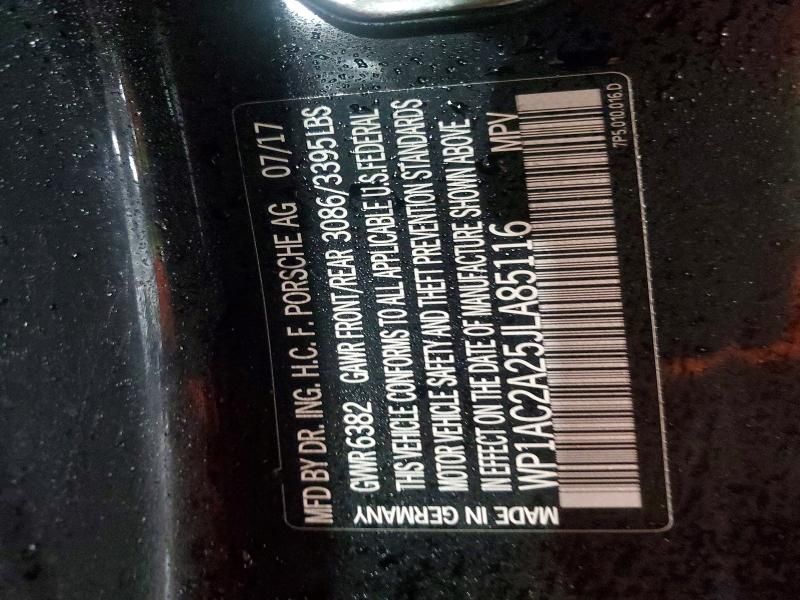 MFD BY DR. ING. H.C. F. PORSCHE AG 07/17
GWR 6382 GAWR FRONT/REAR 3086/3395 LBS
THIS VEHICLE CONFORMS TO ALL APPLICABLE U.S. FEDERAL
MOTOR VEHICLE SAFETY AND THEFT PREVENTION STANDARDS
IN EFFECT ON THE DATE OF MANUFACTURE SHOWN ABOVE
WP1AC2A25JLA85116 MPV
MADE IN GERMANY
7P5.010.016.D